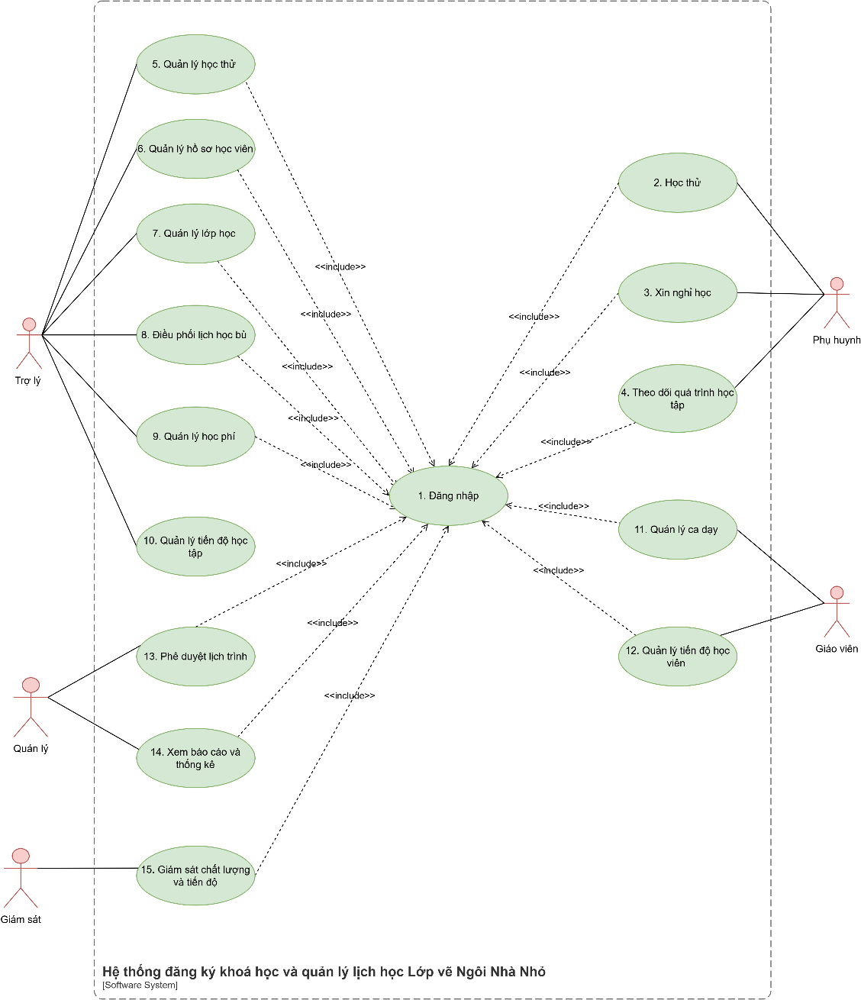 5. Quản lý học thử
6. Quản lý hồ sơ học viên
2. Học thử
7. Quản lý lớp học
<<include>>
3. Xin nghỉ học
<<include>>
<<include>>
8. Điều phối lịch học bù
Phụ huynh
<<include>>
<<include>>
Trợ lý
4. Theo dõi quá trình học
tập
<<include>>
9. Quản lý học phí
<<include>>
<<include>>
1. Đăng nhập
<<include>>
11. Quản lý ca dạy
10. Quản lý tiến độ học
tập
<<include>>
<<include>>
<<include>>
Giáo viên
12. Quản lý tiến độ học
viên
13. Phê duyệt lịch trình
<<include>>
Quản lý
14. Xem báo cáo và
thống kê
15. Giám sát chất lượng
và tiến độ
Giám sát
Hệ thống đăng ký khoá học và quản lý lịch học Lớp vẽ Ngôi Nhà Nhỏ
[Software System]